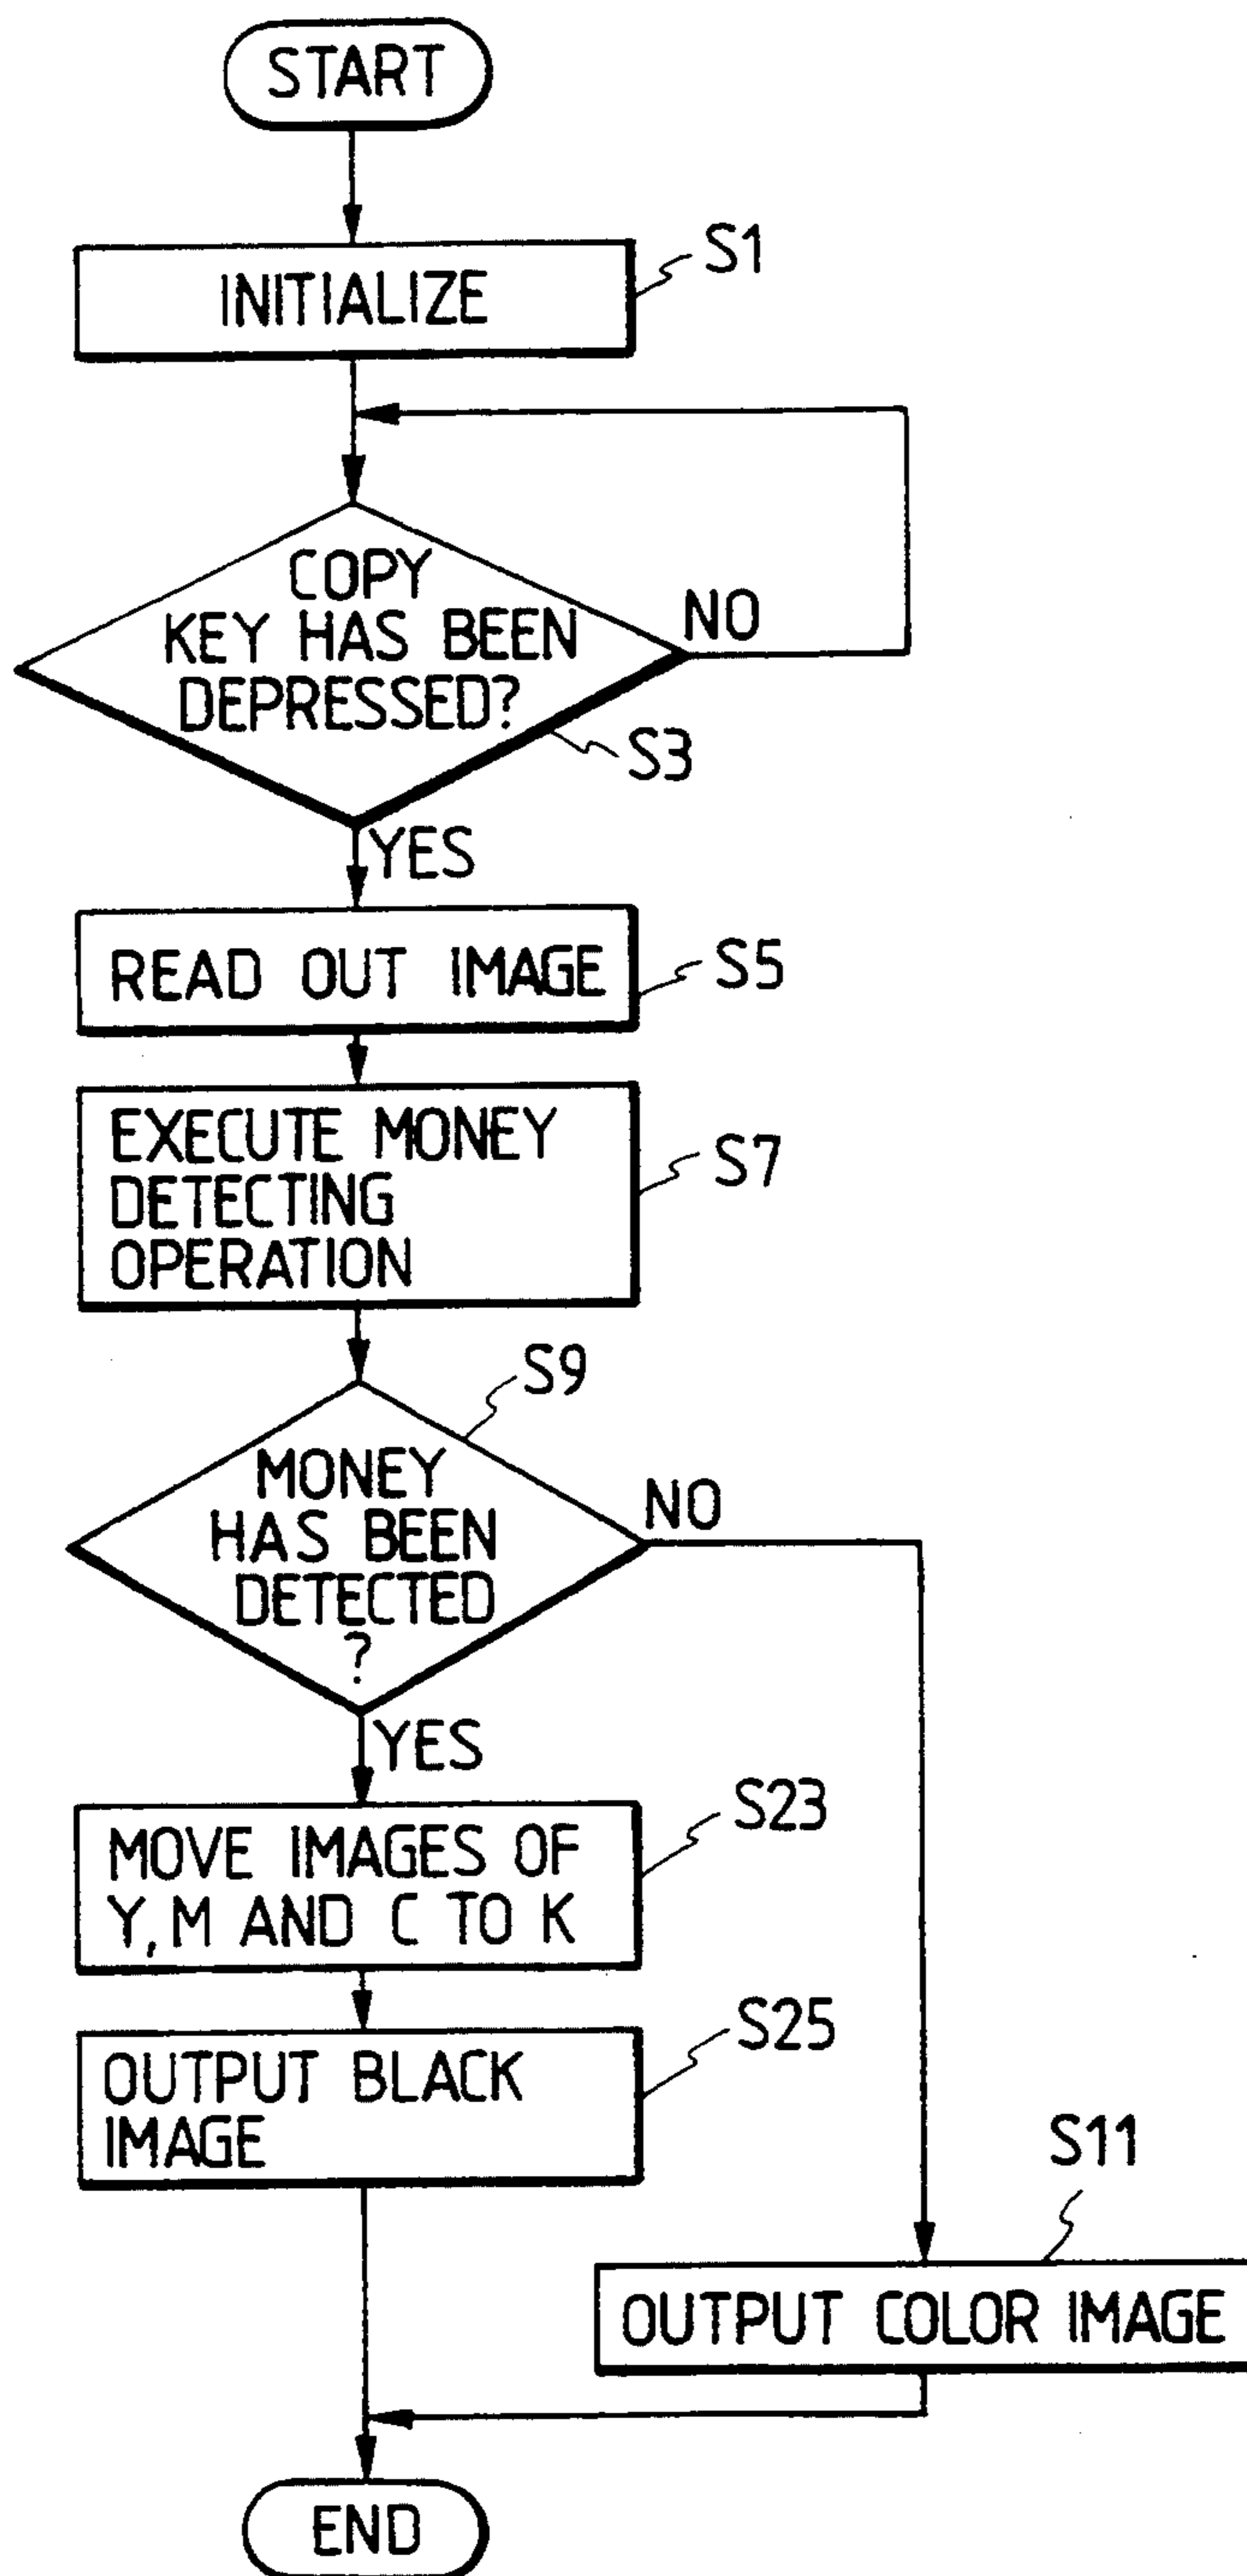 START
INITIALIZE
S1
COPY
KEY HAS BEEN
DEPRESSED?
NO
S3
YES
READ OUT IMAGE
S5
EXECUTE MONEY
DETECTING
OPERATION
S7
S9
MONEY
HAS BEEN
DETECTED
?
NO
YES
MOVE IMAGES OF
Y, M AND C TO K
S23
OUTPUT BLACK
IMAGE
S25
S11
OUTPUT COLOR IMAGE
END